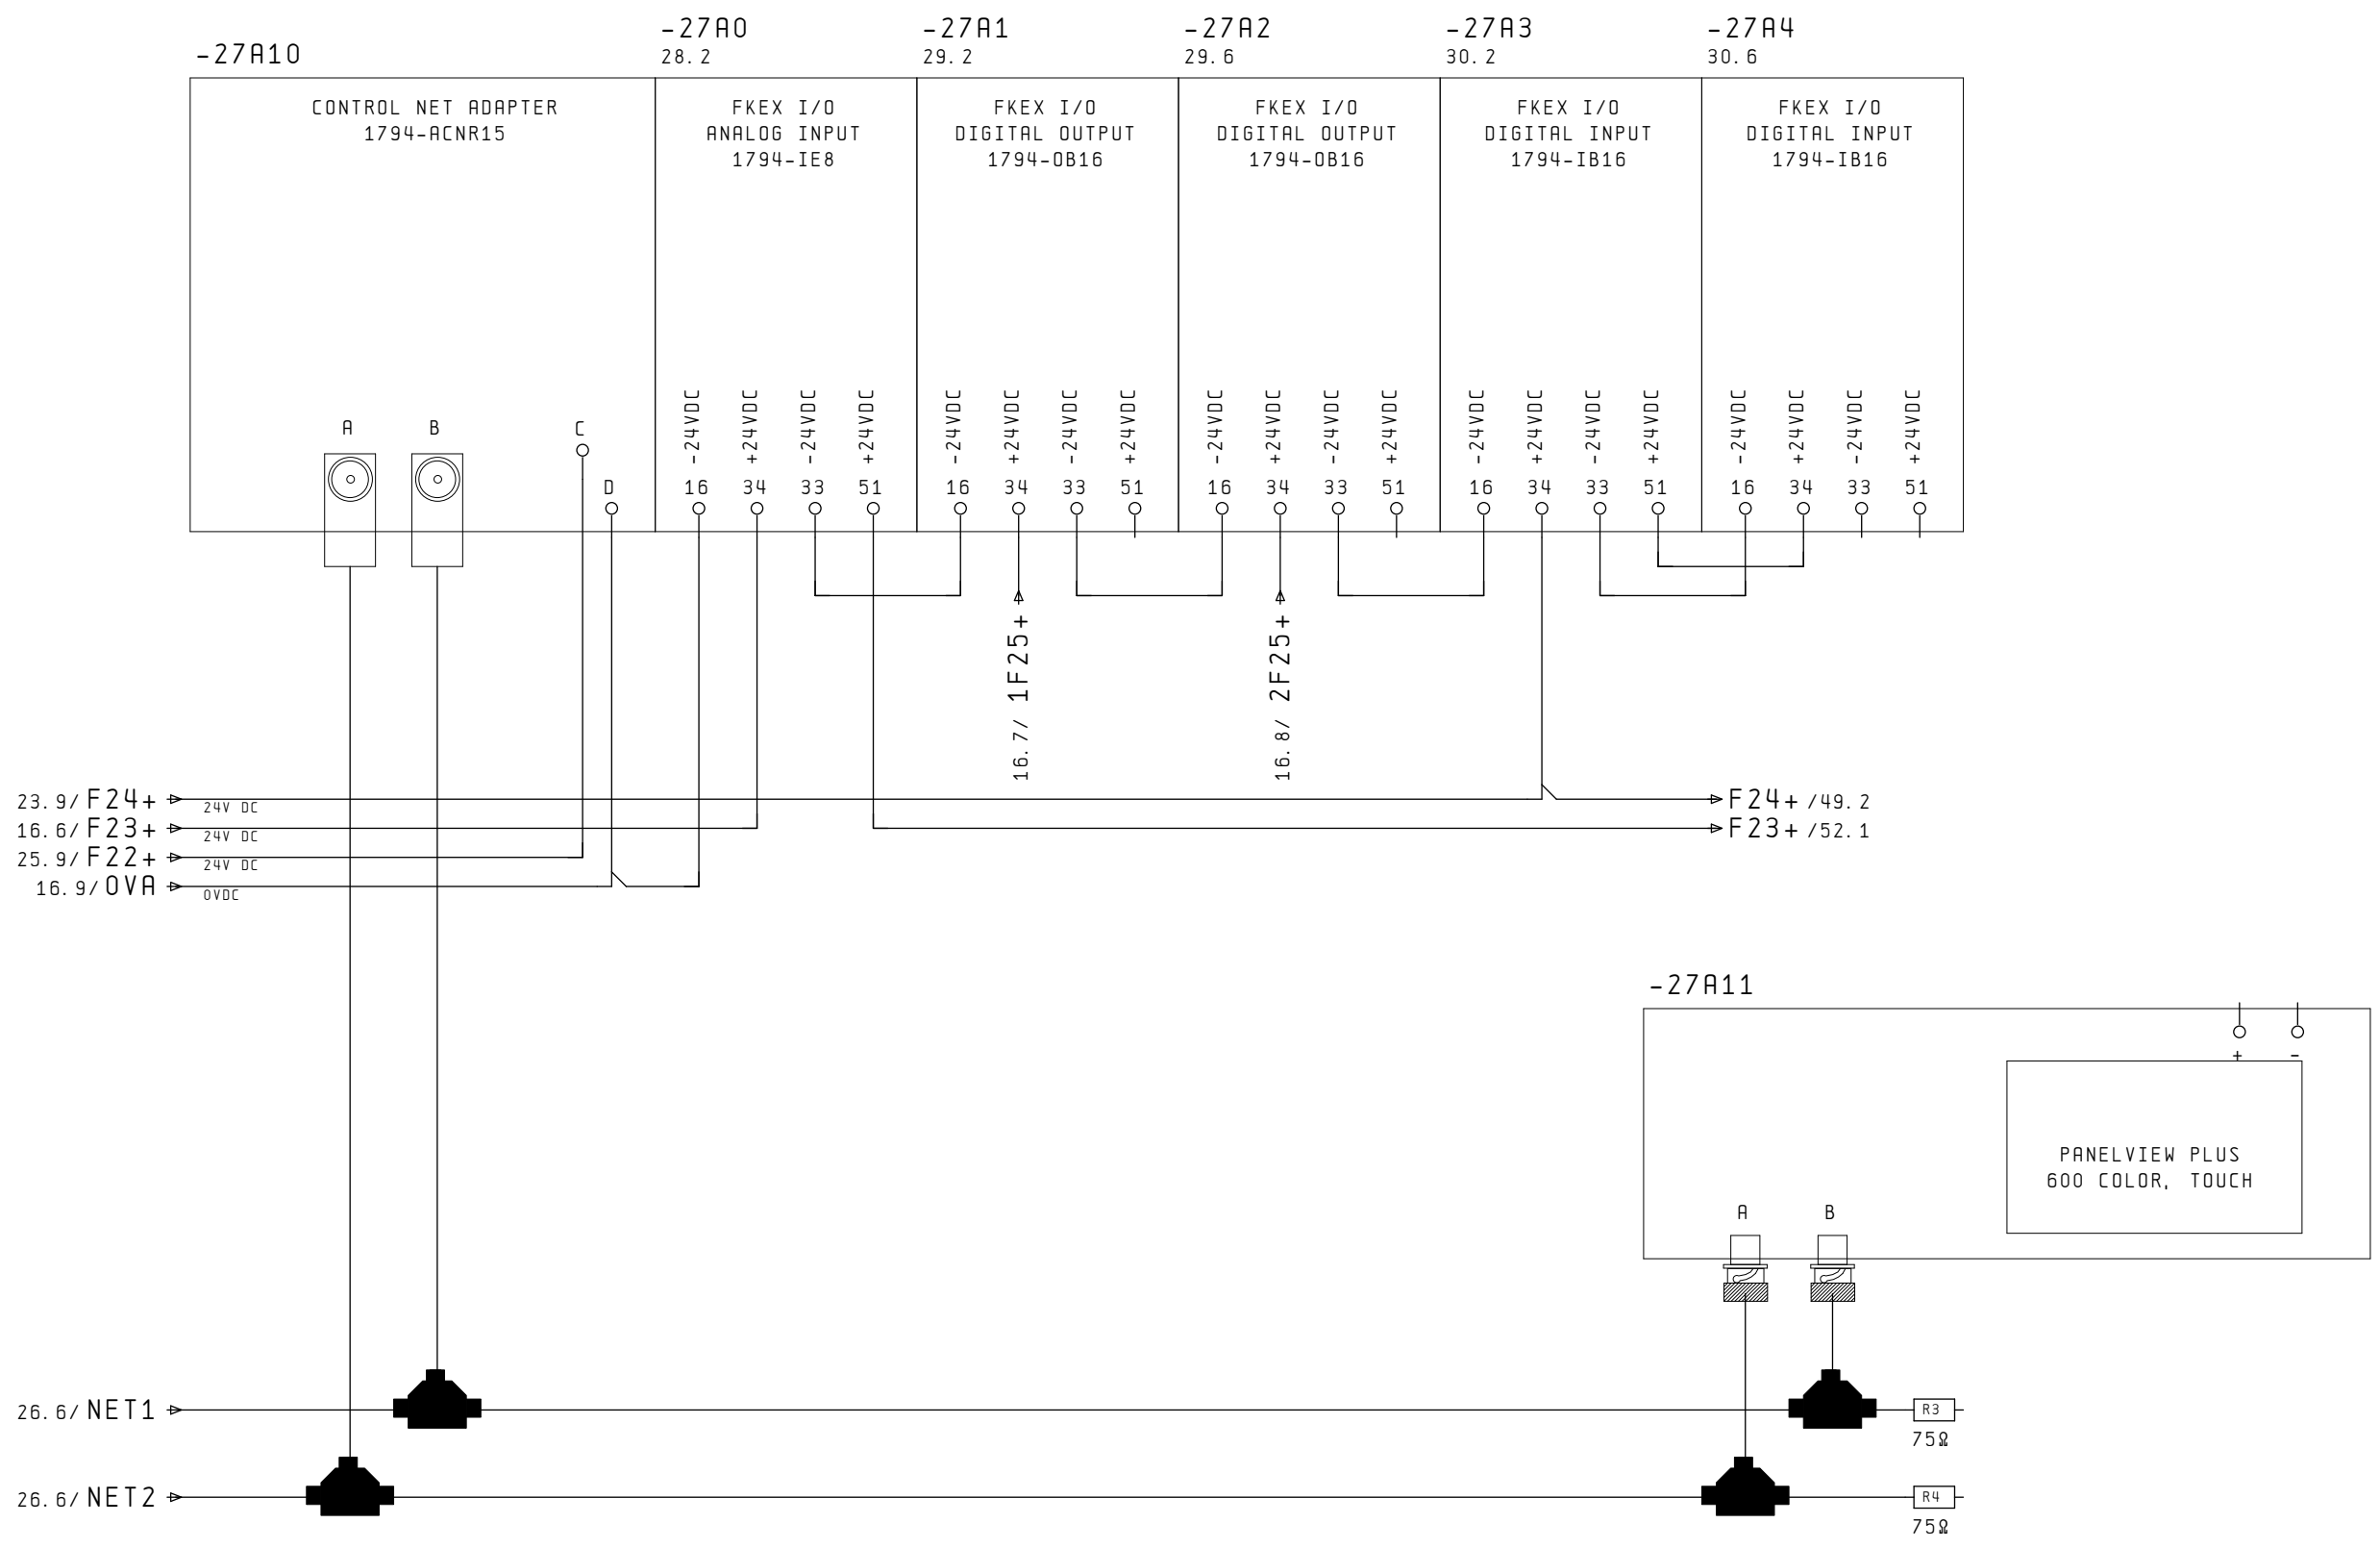 -27A10
-27A0
28.2
-27A1
29.2
-27A2
29.6
-27A3
30.2
-27A4
30.6
CONTROL NET ADAPTER
1794-ACNR15
FKEX I/O
ANALOG INPUT
1794-IE8
FKEX I/O
DIGITAL OUTPUT
1794-OB16
FKEX I/O
DIGITAL OUTPUT
1794-OB16
FKEX I/O
DIGITAL INPUT
1794-IB16
FKEX I/O
DIGITAL INPUT
1794-IB16
A
B
C
D
-24VDC
+24VDC
-24VDC
+24VDC
-24VDC
+24VDC
-24VDC
+24VDC
-24VDC
+24VDC
-24VDC
+24VDC
-24VDC
+24VDC
-24VDC
+24VDC
-24VDC
+24VDC
-24VDC
+24VDC
16 34 33 51
16 34 33 51
16 34 33 51
16 34 33 51
16 34 33 51
16.7/ 1F25+
16.8/ 2F25+
23.9/ F24+
24V DC
F24+ /49.2
16.6/ F23+
24V DC
F23+ /52.1
25.9/ F22+
24V DC
16.9/ 0VA
0VDC
-27A11
+ -
PANELVIEW PLUS
600 COLOR, TOUCH
A
B
26.6/ NET1
R3
75Ω
26.6/ NET2
R4
75Ω